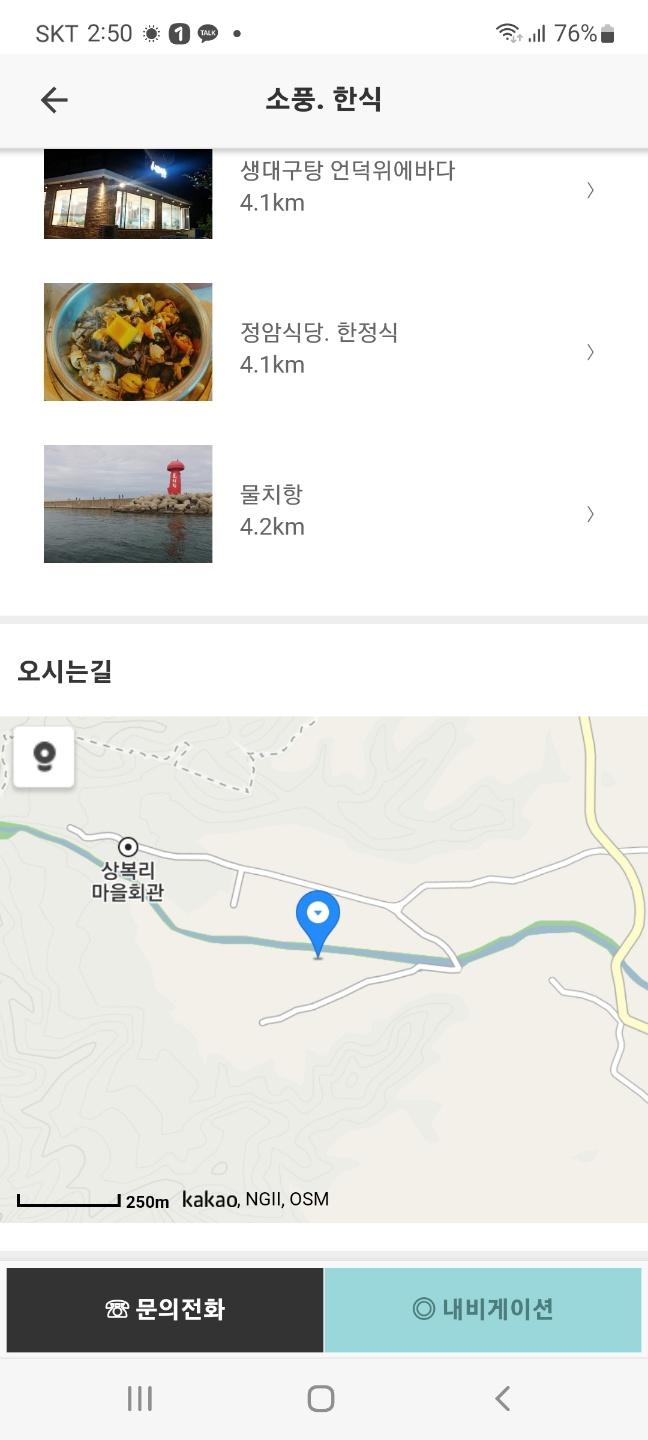 SKT 2:50 1 TALK 76%
소풍. 한식
생대구탕 언덕위에바다
4.1km
정암식당. 한정식
4.1km
물치항
4.2km
오시는길
상복리
마을회관
250m kakao, NGII, OSM
☏ 문의전화
◎ 내비게이션